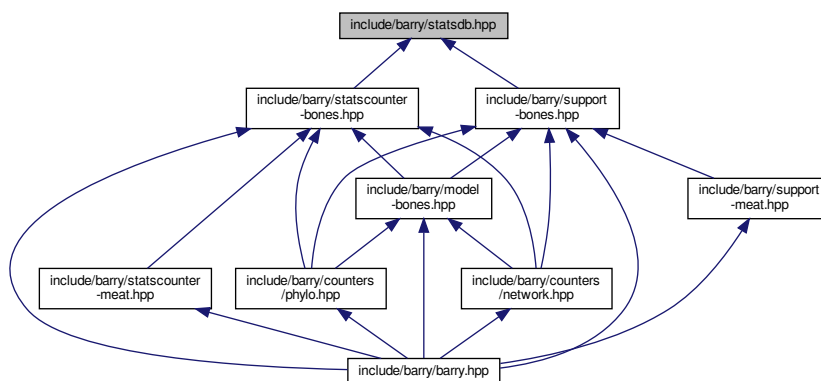 include/barry/statsdb.hpp
include/barry/statscounter
-bones.hpp
include/barry/support
-bones.hpp
include/barry/model
-bones.hpp
include/barry/support
-meat.hpp
include/barry/statscounter
-meat.hpp
include/barry/counters
/phylo.hpp
include/barry/counters
/network.hpp
include/barry/barry.hpp